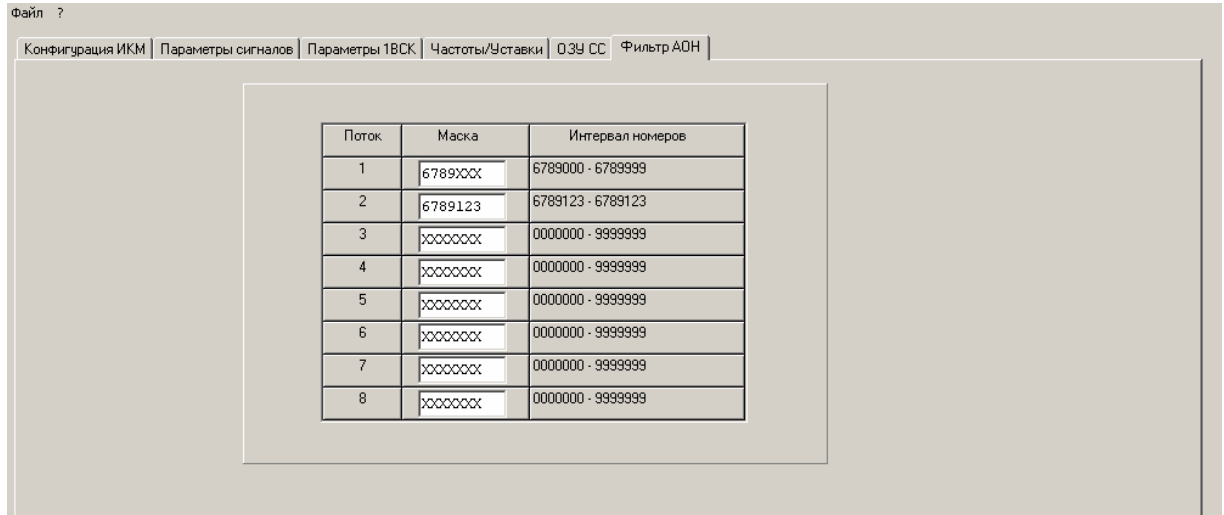 Файл ?
Конфигурация ИКМ Параметры сигналов Параметры 1ВСК Частоты/Уставки ОЗУ СС Фильтр АОН
Поток Маска Интервал номеров
1 6789XXX 6789000 - 6789999
2 6789123 6789123 - 6789123
3 XXXXXXX 0000000 - 9999999
4 XXXXXXX 0000000 - 9999999
5 XXXXXXX 0000000 - 9999999
6 XXXXXXX 0000000 - 9999999
7 XXXXXXX 0000000 - 9999999
8 XXXXXXX 0000000 - 9999999